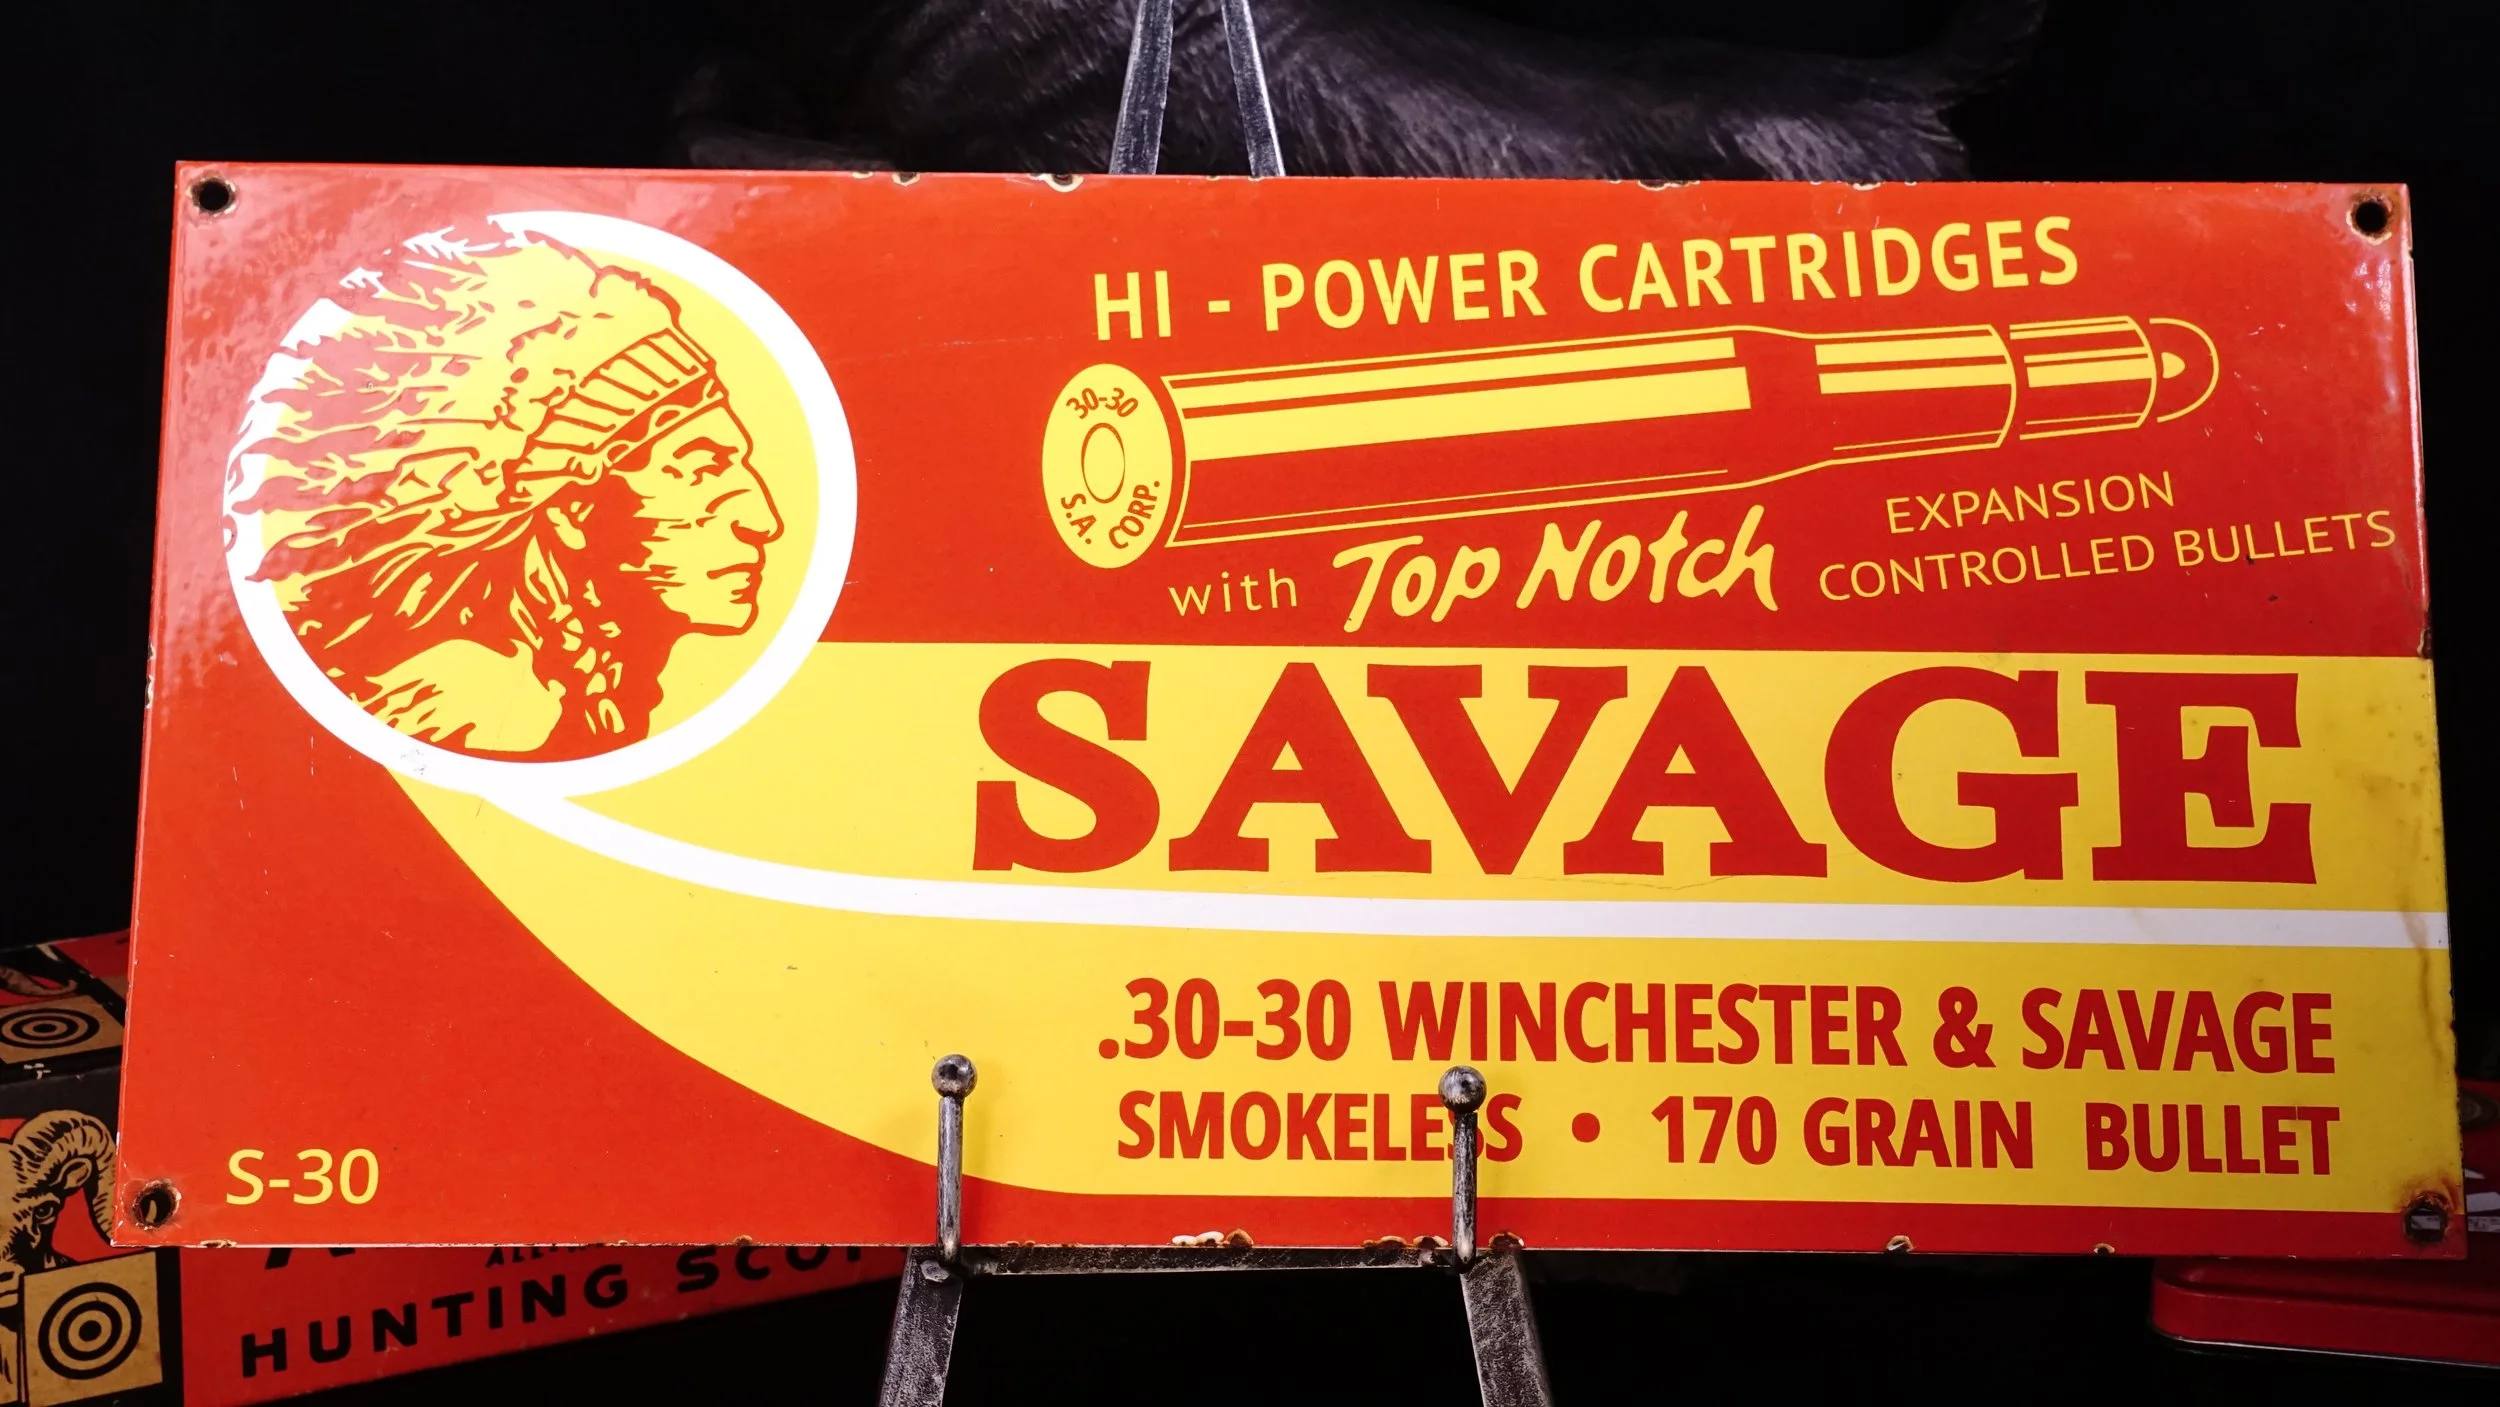 HI - POWER CARTRIDGES
30-30
S.A. CORP.
with Top Notch
EXPANSION
CONTROLLED BULLETS
SAVAGE
.30-30 WINCHESTER & SAVAGE
SMOKELESS • 170 GRAIN BULLET
S-30
HUNTING